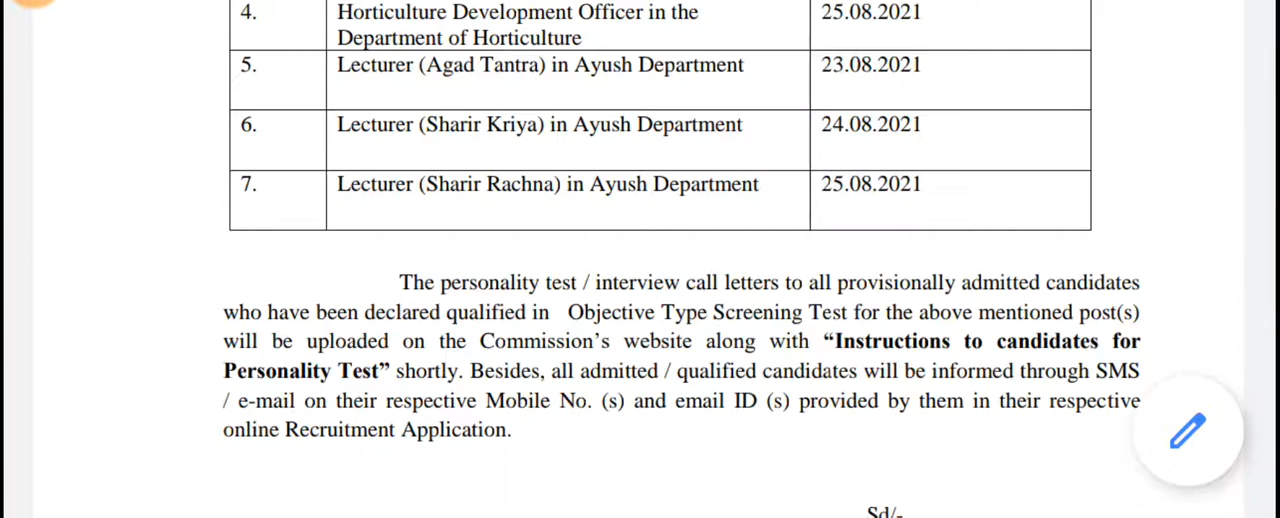 4. Horticulture Development Officer in the 25.08.2021
Department of Horticulture
5. Lecturer (Agad Tantra) in Ayush Department 23.08.2021
6. Lecturer (Sharir Kriya) in Ayush Department 24.08.2021
7. Lecturer (Sharir Rachna) in Ayush Department 25.08.2021
The personality test / interview call letters to all provisionally admitted candidates
who have been declared qualified in Objective Type Screening Test for the above mentioned post(s)
will be uploaded on the Commission’s website along with “Instructions to candidates for
Personality Test” shortly. Besides, all admitted / qualified candidates will be informed through SMS
/ e-mail on their respective Mobile No. (s) and email ID (s) provided by them in their respective
online Recruitment Application.
Sd/-